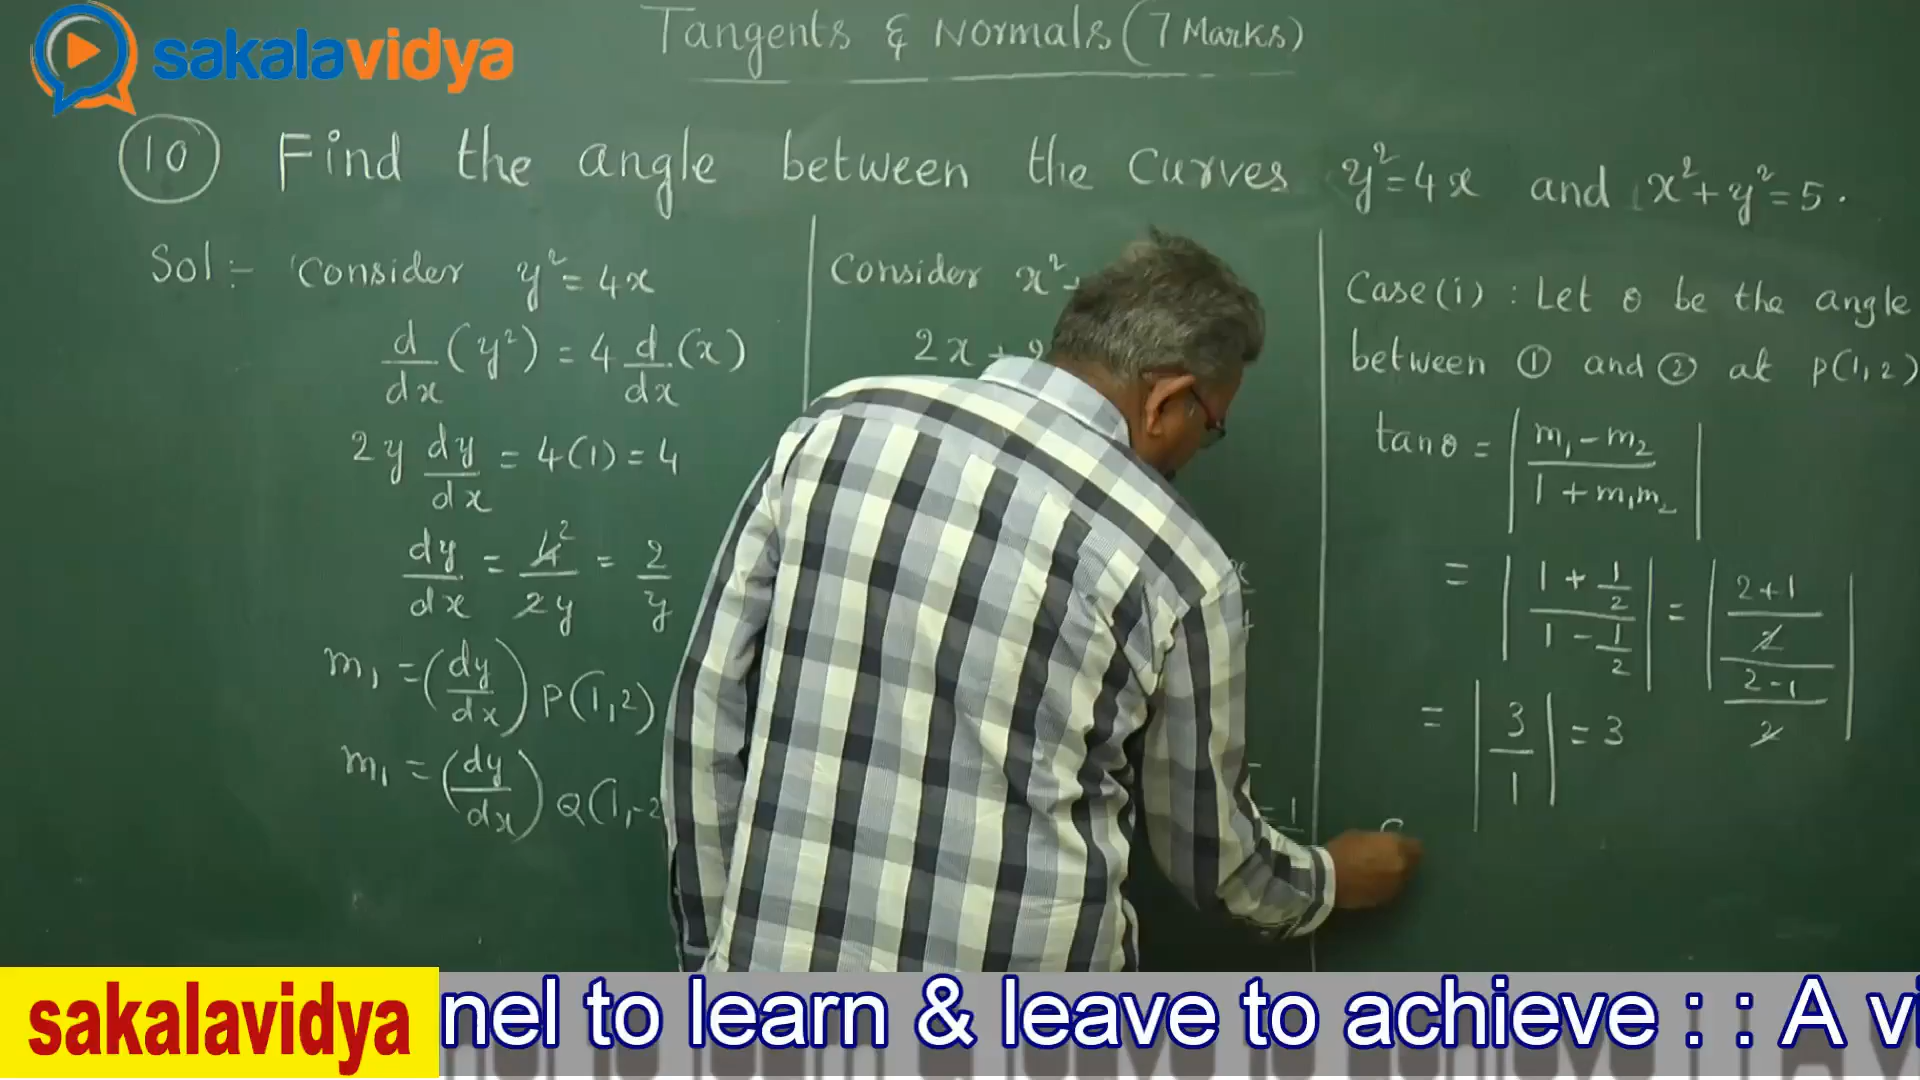 sakalavidya
Tangents & Normals (7 Marks)
10 Find the angle between the curves y²=4x and x²+y²=5.
Sol:- Consider y²=4x
d/dx (y²) = 4 d/dx (x)
2y dy/dx = 4(1) = 4
dy/dx = 4²/2y = 2/y
m₁ = (dy/dx) P(1,2)
m₁ = (dy/dx) Q(1,-2
Consider x²+
2x +
Case(i) : Let θ be the angle
between ① and ② at P(1,2)
tanθ = |m₁-m₂ / 1+m₁m₂|
= |1+1/2 / 1-1/2| = |2+1/2 / 2-1/2|
= |3/1| = 3
sakalavidya
nel to learn & leave to achieve : : A vi